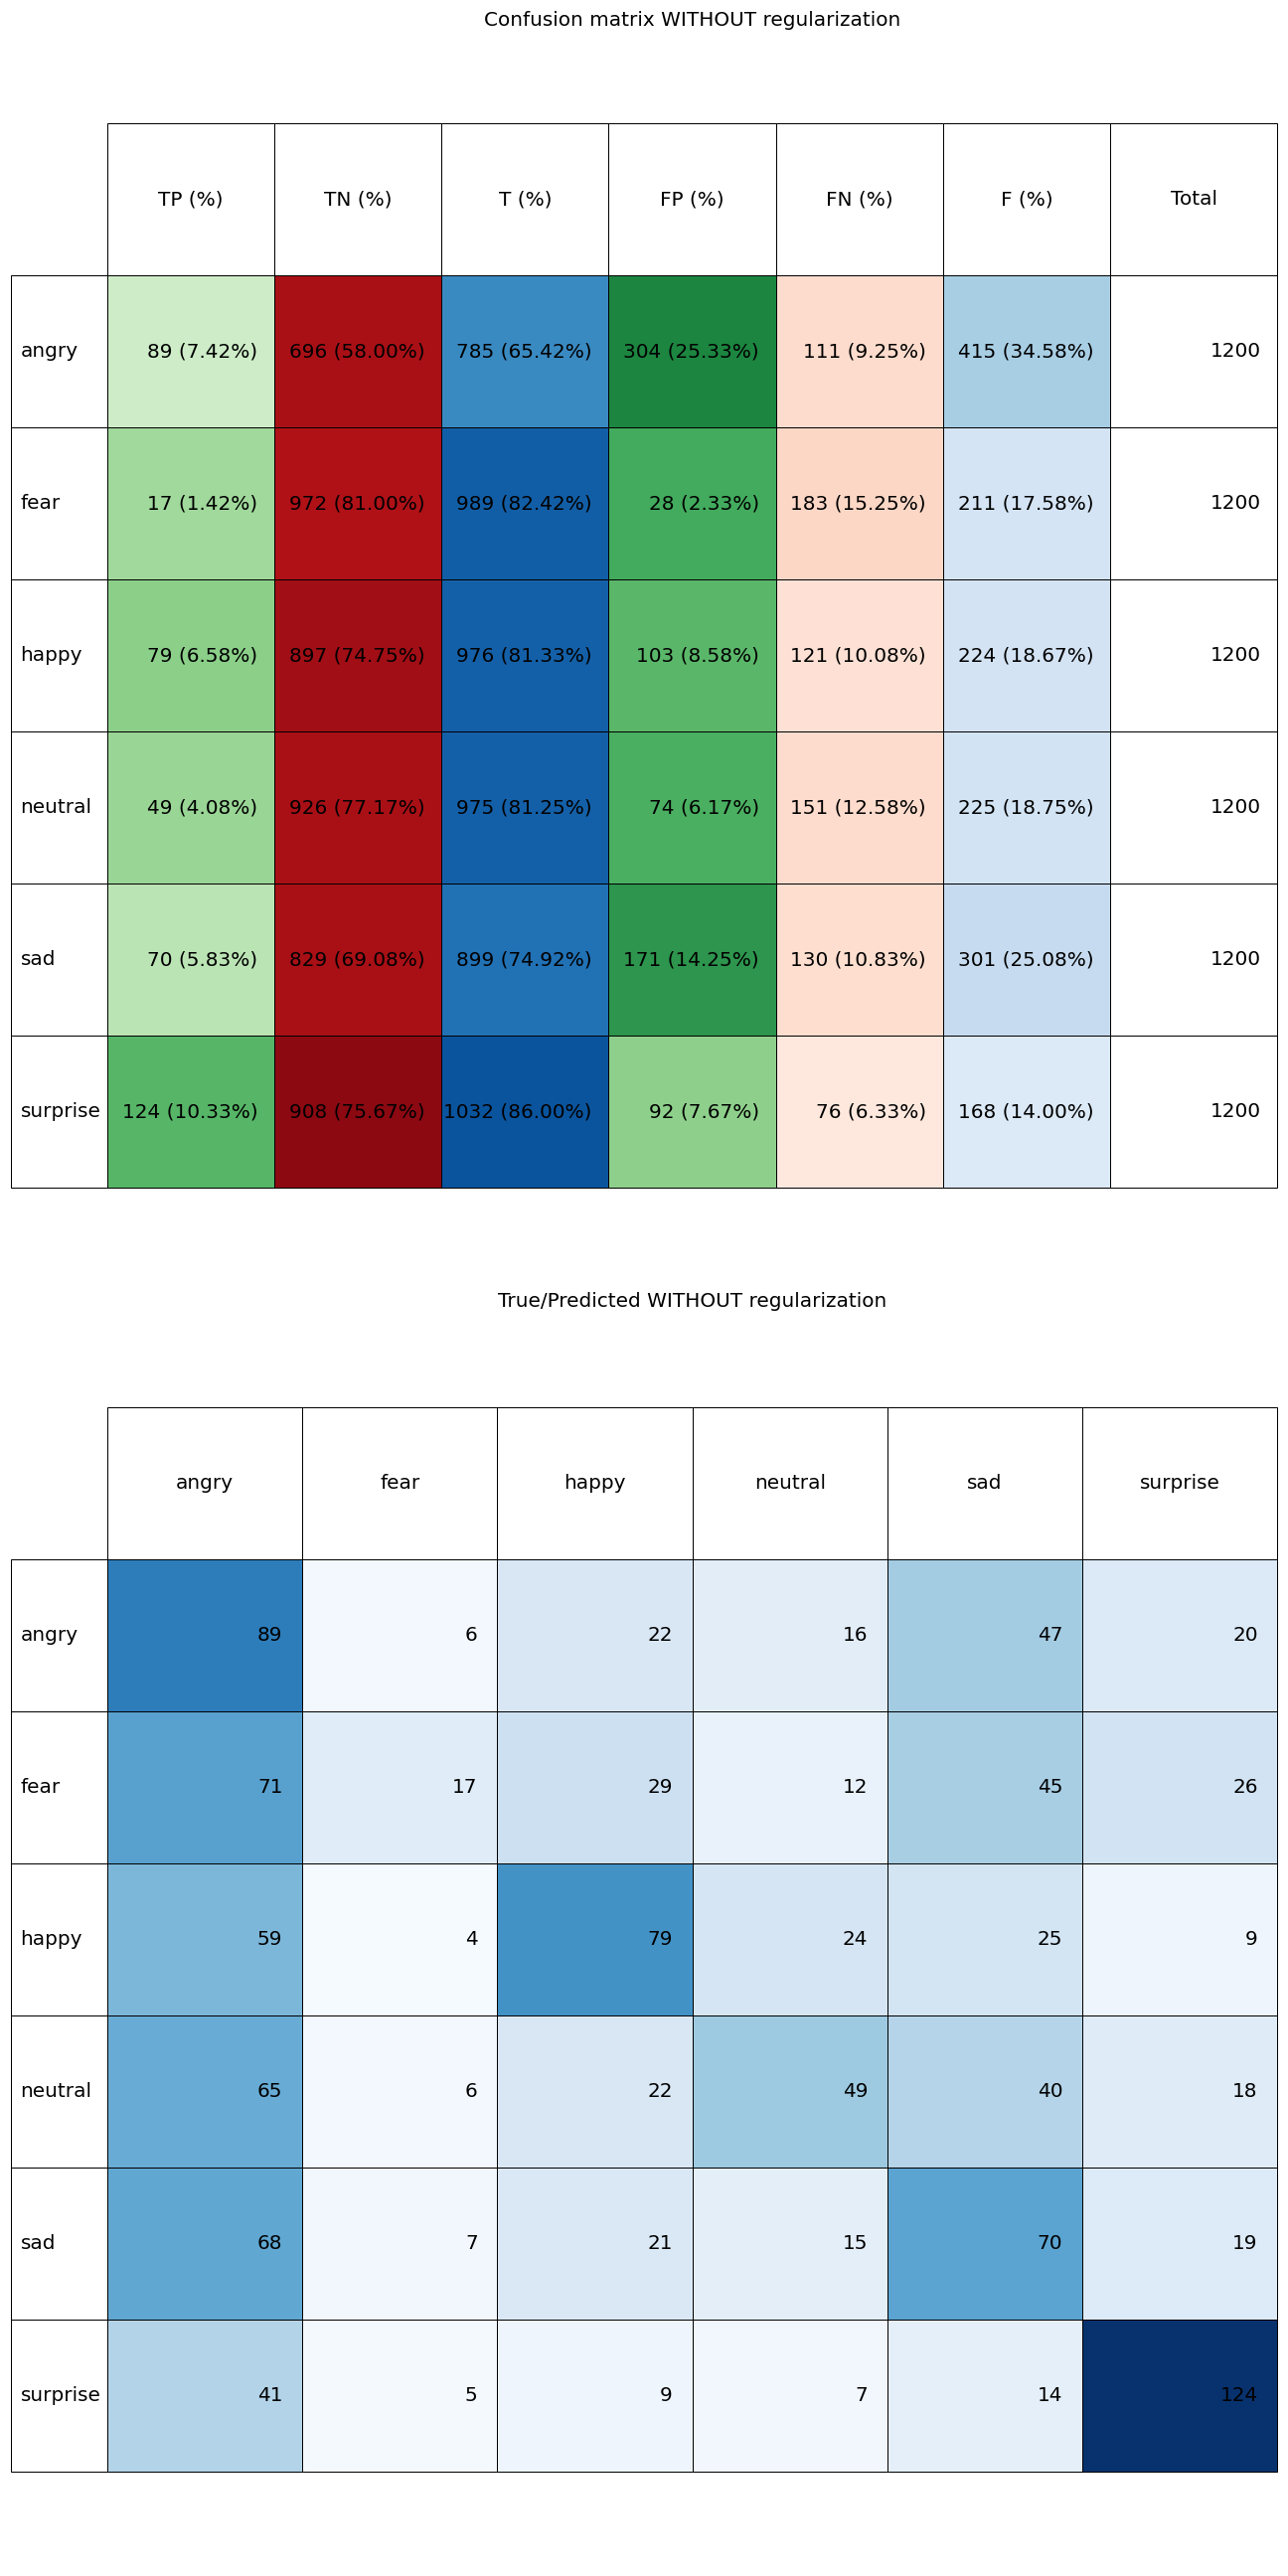 Confusion matrix WITHOUT regularization
TP (%) TN (%) T (%) FP (%) FN (%) F (%) Total
angry 89 (7.42%) 696 (58.00%) 785 (65.42%) 304 (25.33%) 111 (9.25%) 415 (34.58%) 1200
fear 17 (1.42%) 972 (81.00%) 989 (82.42%) 28 (2.33%) 183 (15.25%) 211 (17.58%) 1200
happy 79 (6.58%) 897 (74.75%) 976 (81.33%) 103 (8.58%) 121 (10.08%) 224 (18.67%) 1200
neutral 49 (4.08%) 926 (77.17%) 975 (81.25%) 74 (6.17%) 151 (12.58%) 225 (18.75%) 1200
sad 70 (5.83%) 829 (69.08%) 899 (74.92%) 171 (14.25%) 130 (10.83%) 301 (25.08%) 1200
surprise 124 (10.33%) 908 (75.67%) 1032 (86.00%) 92 (7.67%) 76 (6.33%) 168 (14.00%) 1200
True/Predicted WITHOUT regularization
angry fear happy neutral sad surprise
angry 89 6 22 16 47 20
fear 71 17 29 12 45 26
happy 59 4 79 24 25 9
neutral 65 6 22 49 40 18
sad 68 7 21 15 70 19
surprise 41 5 9 7 14 124